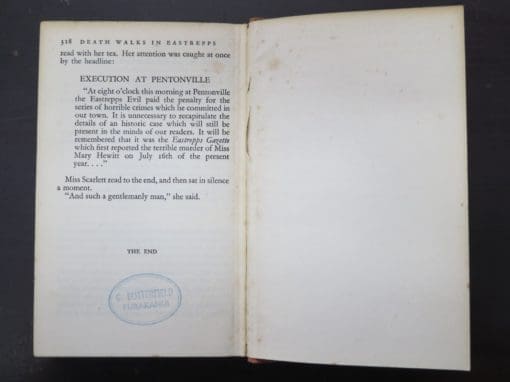 318 DEATH WALKS IN EASTREPPS
read with her tea. Her attention was caught at once
by the headline:
EXECUTION AT PENTONVILLE
“At eight o’clock this morning at Pentonville
the Eastrepps Evil paid the penalty for the
series of horrible crimes which he committed in
our town. It is unnecessary to recapitulate the
details of an historic case which will still be
present in the minds of our readers. It will be
remembered that it was the Eastrepps Gazette
which first reported the terrible murder of Miss
Mary Hewitt on July 16th of the present
year. . . .”
Miss Scarlett read to the end, and then sat in silence
a moment.
“And such a gentlemanly man,” she said.
THE END
BUTTERFIELD